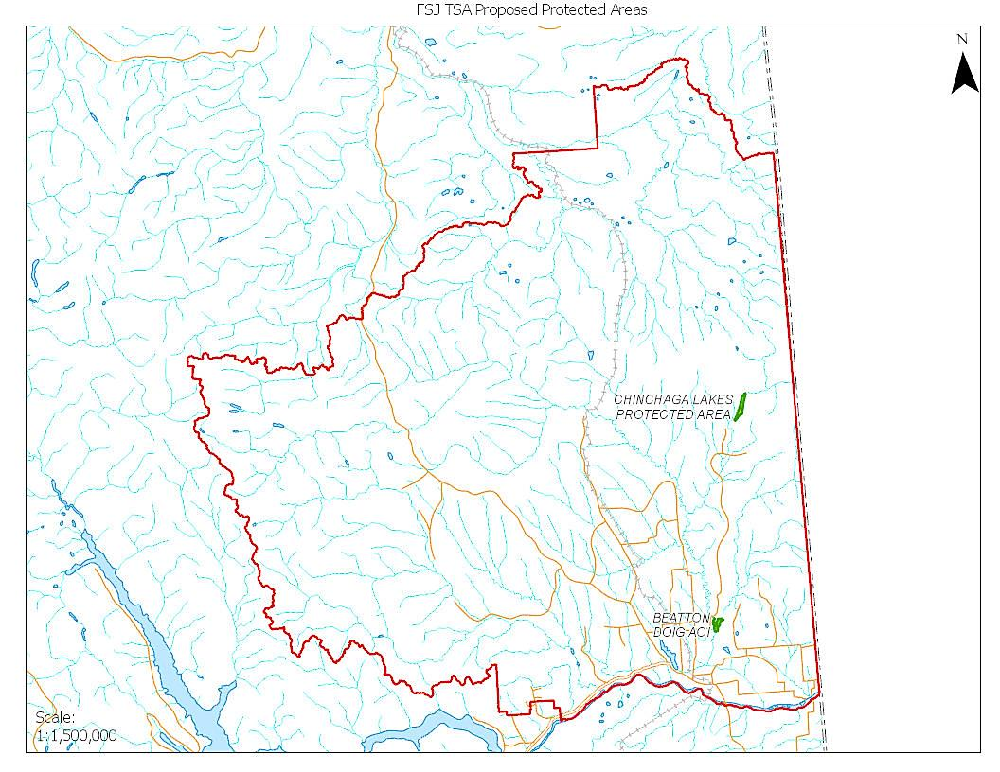 FSJ TSA Proposed Protected Areas
N
CHINCHAGA LAKES
PROTECTED AREA
BEATTON
DOIG-AOI
Scale:
1:1,500,000